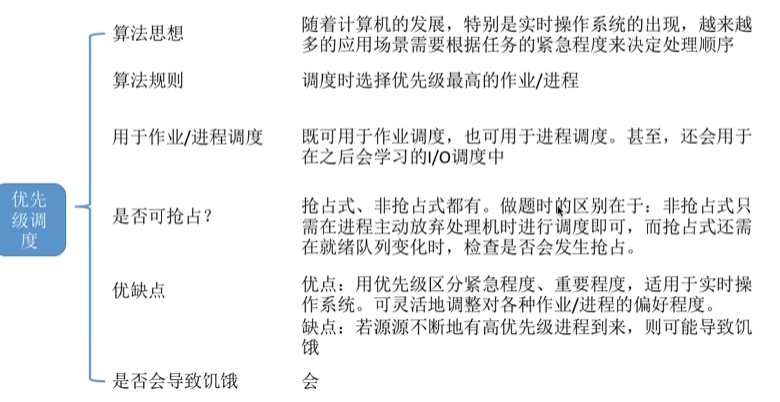 优先
级调
度
算法思想
随着计算机的发展，特别是实时操作系统的出现，越来越
多的应用场景需要根据任务的紧急程度来决定处理顺序
算法规则
调度时选择优先级最高的作业/进程
用于作业/进程调度
既可用于作业调度，也可用于进程调度。甚至，还会用于
在之后会学习的I/O调度中
是否可抢占？
抢占式、非抢占式都有。做题时的区别在于：非抢占式只
需在进程主动放弃处理机时进行调度即可，而抢占式还需
在就绪队列变化时，检查是否会发生抢占。
优缺点
优点：用优先级区分紧急程度、重要程度，适用于实时操
作系统。可灵活地调整对各种作业/进程的偏好程度。
缺点：若源源不断地有高优先级进程到来，则可能导致饥
饿
是否会导致饥饿
会